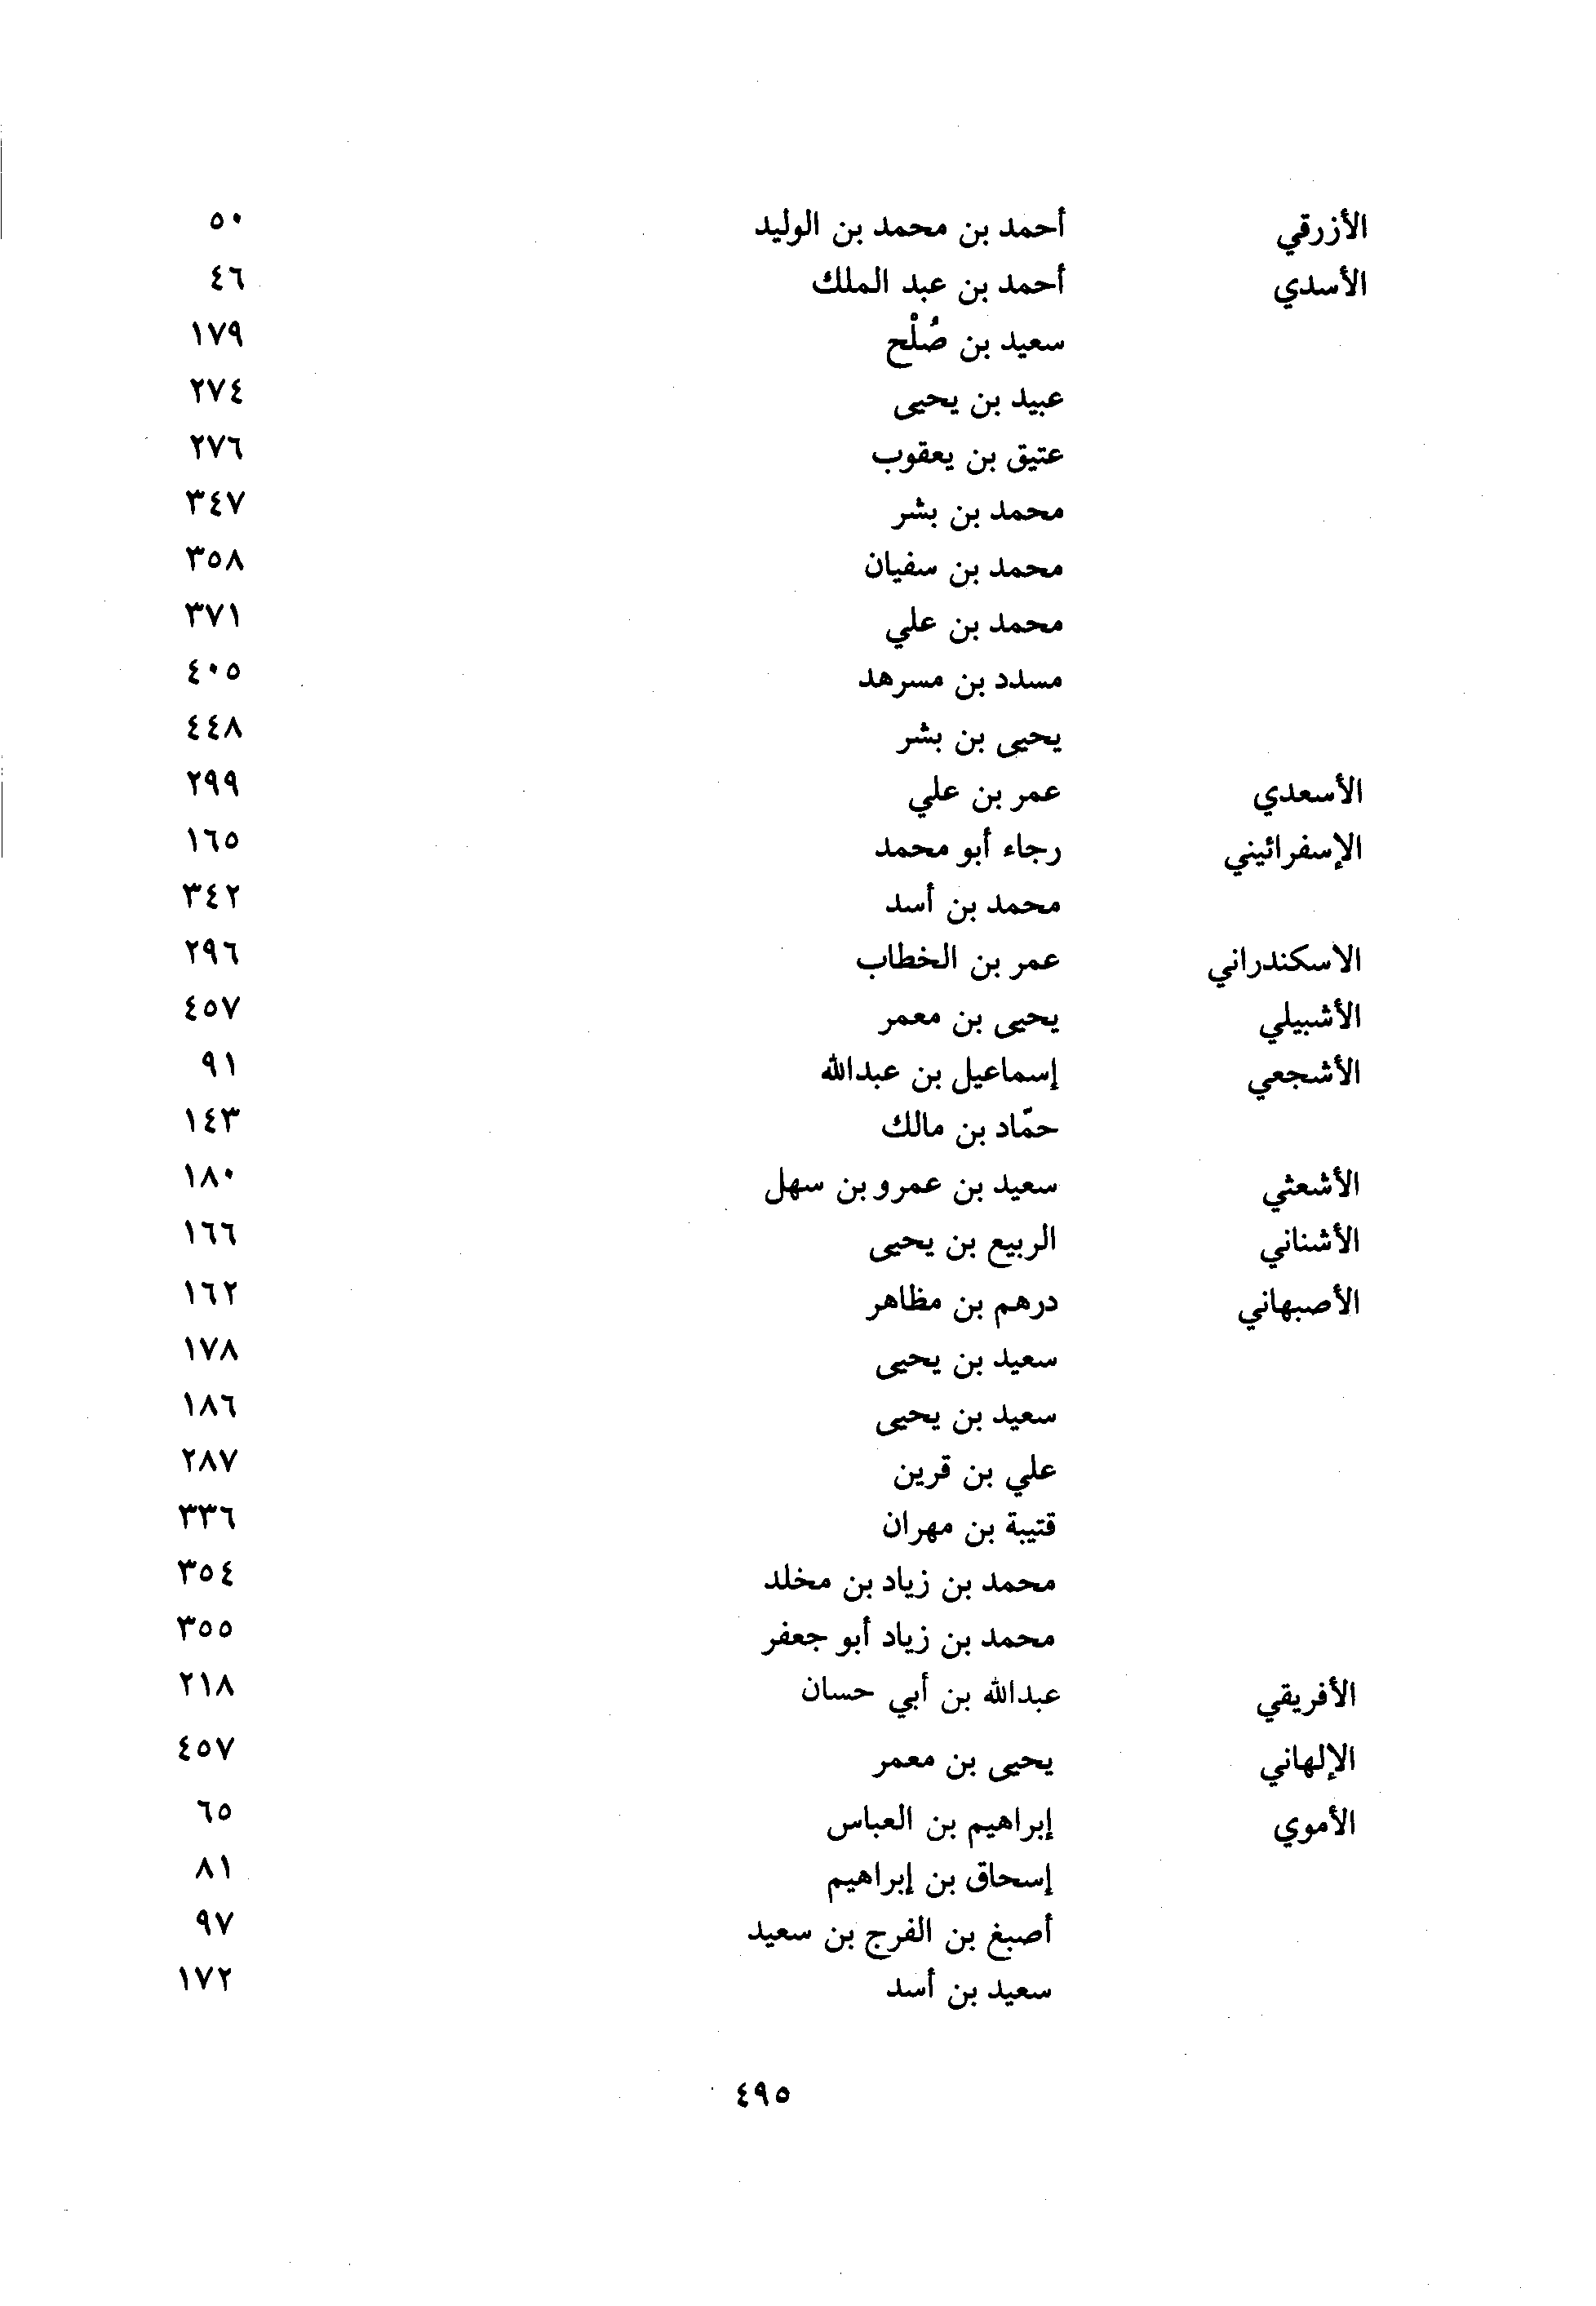 الأزرقي أحمد بن محمد بن الوليد ٥٠
الأسدي أحمد بن عبد الملك ٤٦
سعيد بن صُلْح ١٧٩
عبيد بن يحيى ٢٧٤
عتيق بن يعقوب ٢٧٦
محمد بن بشر ٣٤٧
محمد بن سفيان ٣٥٨
محمد بن علي ٣٧١
مسدد بن مسرهد ٤٠٥
يحيى بن بشر ٤٤٨
الأسعدي عمر بن علي ٢٩٩
الإسفرائيني رجاء أبو محمد ١٦٥
محمد بن أسد ٣٤٢
الاسكندراني عمر بن الخطاب ٢٩٦
الأشبيلي يحيى بن معمر ٤٥٧
الأشجعي إسماعيل بن عبدالله ٩١
حمّاد بن مالك ١٤٣
الأشعثي سعيد بن عمرو بن سهل ١٨٠
الأشناني الربيع بن يحيى ١٦٦
الأصبهاني درهم بن مظاهر ١٦٢
سعيد بن يحيى ١٧٨
سعيد بن يحيى ١٨٦
علي بن قرين ٢٨٧
قتيبة بن مهران ٣٣٦
محمد بن زياد بن مخلد ٣٥٤
محمد بن زياد أبو جعفر ٣٥٥
الأفريقي عبدالله بن أبي حسان ٢١٨
الإلهاني يحيى بن معمر ٤٥٧
الأموي إبراهيم بن العباس ٦٥
إسحاق بن إبراهيم ٨١
أصبغ بن الفرج بن سعيد ٩٧
سعيد بن أسد ١٧٢
٤٩٥